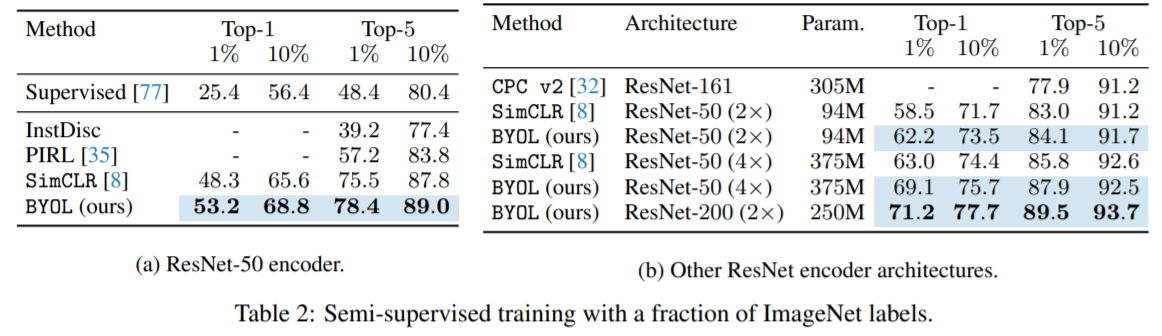 Method Top-1 Top-5
1% 10% 1% 10%
Supervised [77] 25.4 56.4 48.4 80.4
InstDisc - - 39.2 77.4
PIRL [35] - - 57.2 83.8
SimCLR [8] 48.3 65.6 75.5 87.8
BYOL (ours) 53.2 68.8 78.4 89.0
(a) ResNet-50 encoder.
Method Architecture Param. Top-1 Top-5
1% 10% 1% 10%
CPC v2 [32] ResNet-161 305M - - 77.9 91.2
SimCLR [8] ResNet-50 (2×) 94M 58.5 71.7 83.0 91.2
BYOL (ours) ResNet-50 (2×) 94M 62.2 73.5 84.1 91.7
SimCLR [8] ResNet-50 (4×) 375M 63.0 74.4 85.8 92.6
BYOL (ours) ResNet-50 (4×) 375M 69.1 75.7 87.9 92.5
BYOL (ours) ResNet-200 (2×) 250M 71.2 77.7 89.5 93.7
(b) Other ResNet encoder architectures.
Table 2: Semi-supervised training with a fraction of ImageNet labels.